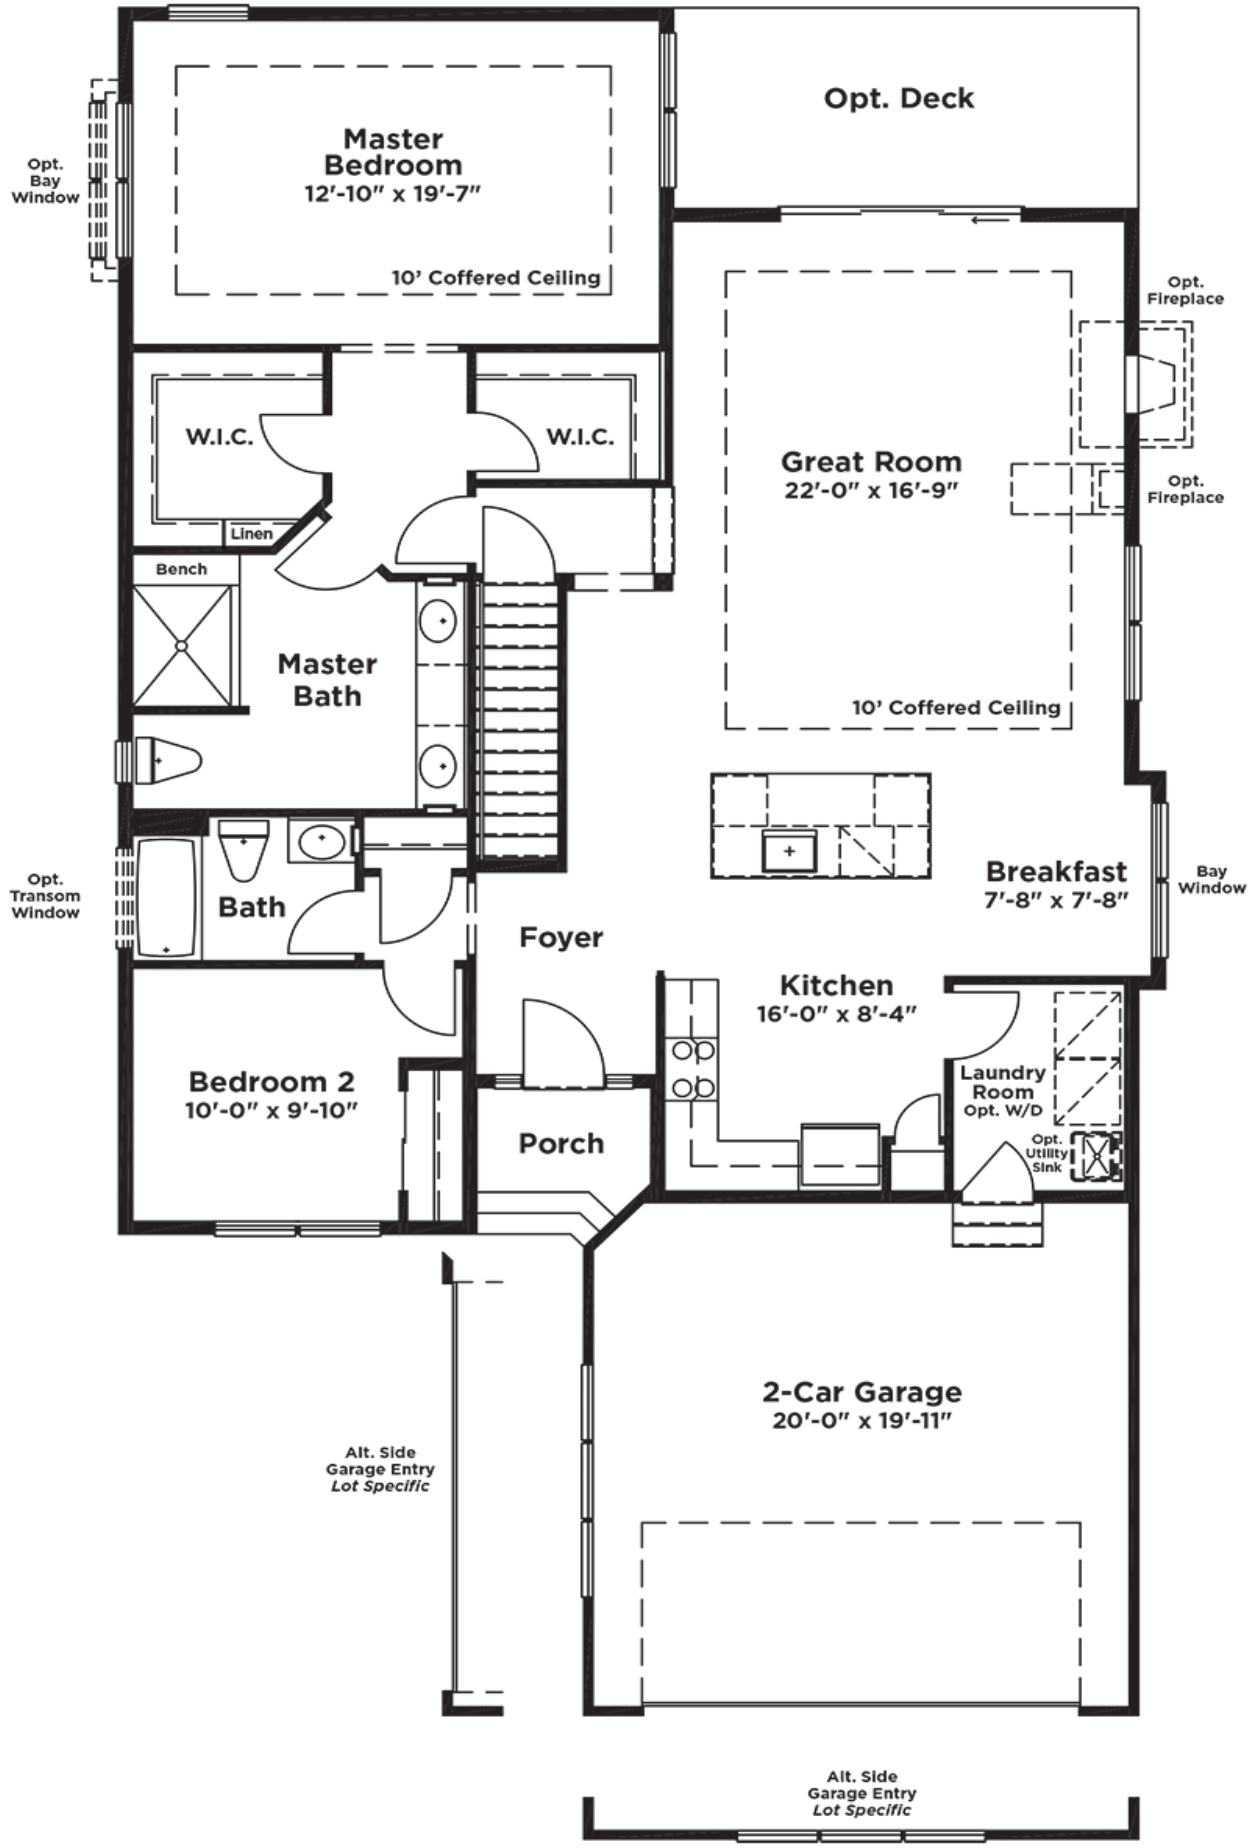 Opt. Deck
Master
Bedroom
12'-10" x 19'-7"
Opt.
Bay
Window
10' Coffered Ceiling
Opt.
Fireplace
W.I.C.
W.I.C.
Great Room
22'-0" x 16'-9"
Opt.
Fireplace
Linen
Bench
Master
Bath
10' Coffered Ceiling
Opt.
Transom
Window
Bath
Foyer
Breakfast
7'-8" x 7'-8"
Bay
Window
Kitchen
16'-0" x 8'-4"
Bedroom 2
10'-0" x 9'-10"
Laundry
Room
Opt. W/D
Porch
Opt.
Utility
Sink
2-Car Garage
20'-0" x 19'-11"
Alt. Side
Garage Entry
Lot Specific
Alt. Side
Garage Entry
Lot Specific